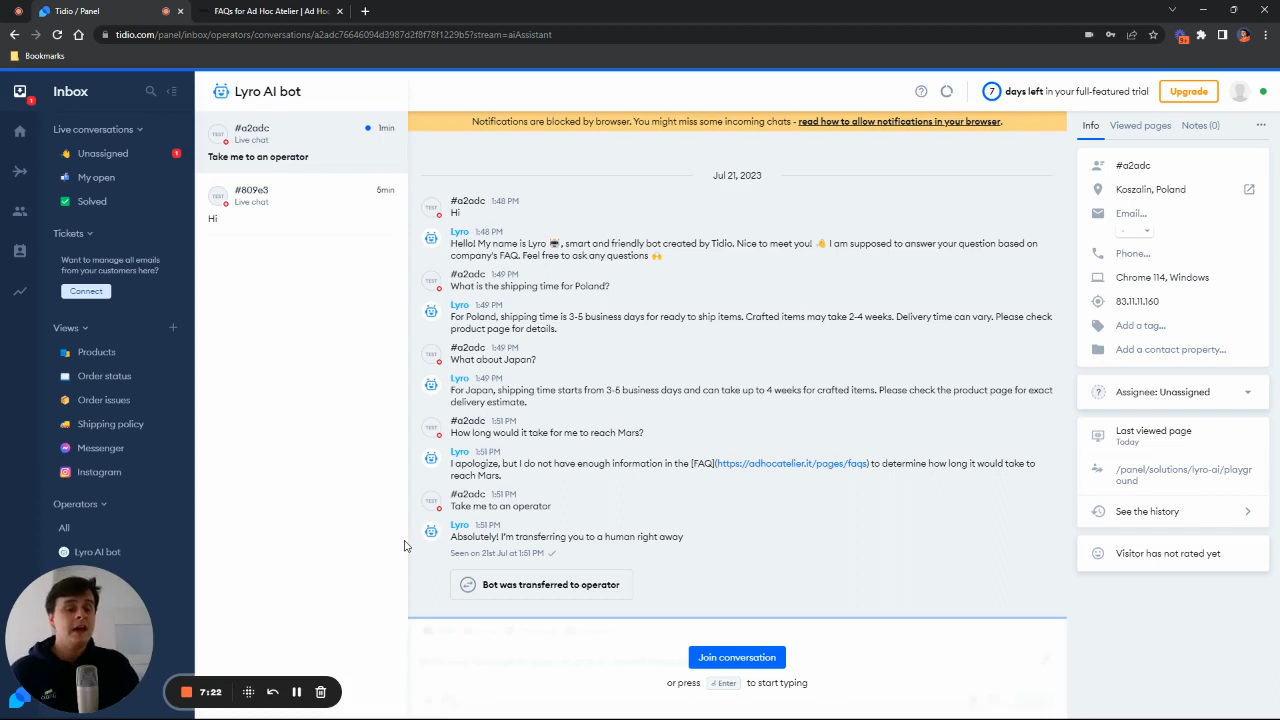 Tidio / Panel
FAQs for Ad Hoc Atelier | Ad Hoc
tidio.com/panel/inbox/operators/conversations/a2adc76646094d3987d2f8f78f1229b5?stream=aiAssistant
Bookmarks
1
Inbox
Live conversations
Unassigned
1
My open
Solved
Tickets
Want to manage all emails
from your customers here?
Connect
Views
Products
Order status
Order issues
Shipping policy
Messenger
Instagram
Operators
All
Lyro AI bot
7:22
Lyro AI bot
TEST
#a2adc
1min
Live chat
Take me to an operator
TEST
#809e3
5min
Live chat
Hi
7 days left in your full-featured trial
Upgrade
Notifications are blocked by browser. You might miss some incoming chats - read how to allow notifications in your browser.
Jul 21, 2023
TEST
#a2adc 1:48 PM
Hi
Lyro 1:48 PM
Hello! My name is Lyro 🤖, smart and friendly bot created by Tidio. Nice to meet you! 👋 I am supposed to answer your question based on
company's FAQ. Feel free to ask any questions 🙌
TEST
#a2adc 1:49 PM
What is the shipping time for Poland?
Lyro 1:49 PM
For Poland, shipping time is 3-5 business days for ready to ship items. Crafted items may take 2-4 weeks. Delivery time can vary. Please check
product page for details.
TEST
#a2adc 1:49 PM
What about Japan?
Lyro 1:49 PM
For Japan, shipping time starts from 3-5 business days and can take up to 4 weeks for crafted items. Please check the product page for exact
delivery estimate.
TEST
#a2adc 1:51 PM
How long would it take for me to reach Mars?
Lyro 1:51 PM
I apologize, but I do not have enough information in the [FAQ](https://adhocatelier.it/pages/faqs) to determine how long it would take to
reach Mars.
TEST
#a2adc 1:51 PM
Take me to an operator
Lyro 1:51 PM
Absolutely! I'm transferring you to a human right away
Seen on 21st Jul at 1:51 PM
Bot was transferred to operator
Join conversation
or press Enter to start typing
Info
Viewed pages
Notes (0)
#a2adc
Koszalin, Poland
Email...
-
Phone...
Chrome 114, Windows
83.11.11.160
Add a tag...
Add a contact property...
Assignee: Unassigned
Last viewed page
Today
/panel/solutions/lyro-ai/playgr
ound
See the history
Visitor has not rated yet